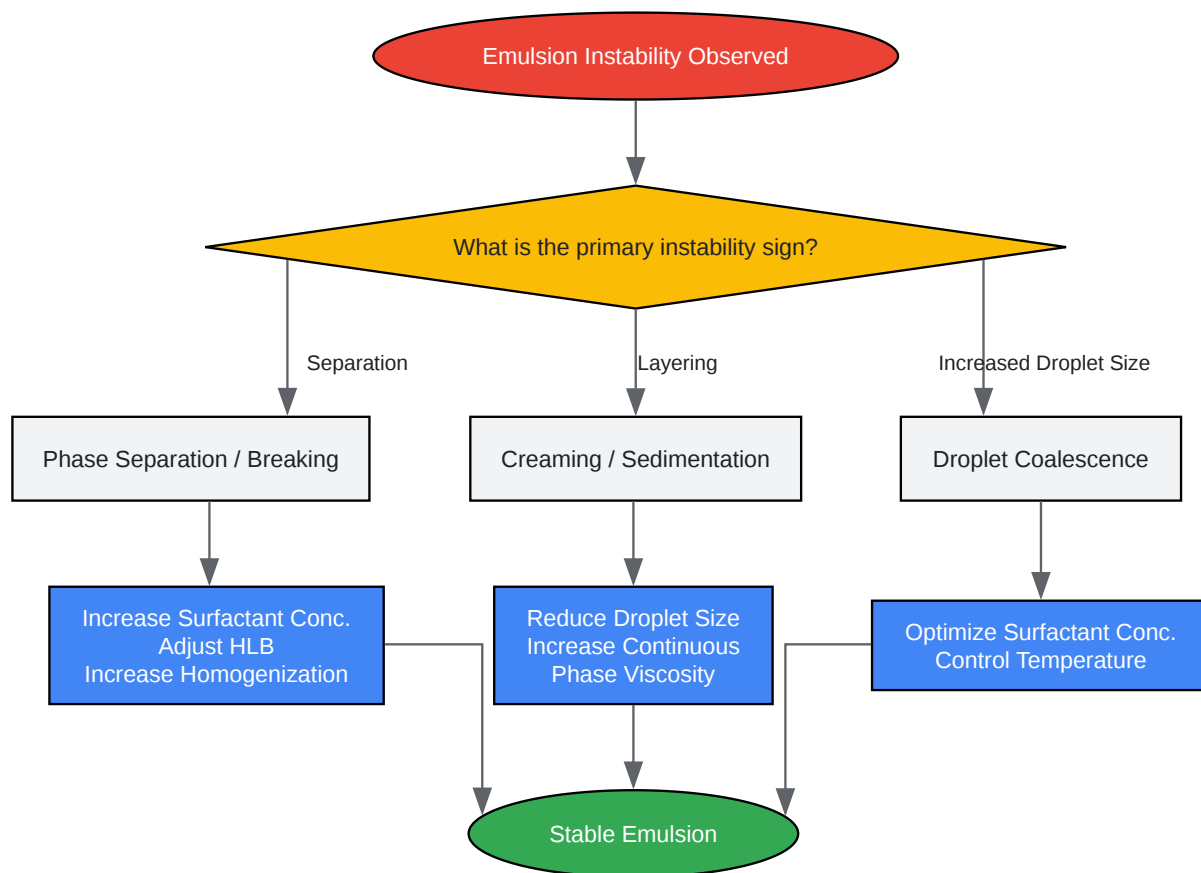 Emulsion Instability Observed
What is the primary instability sign?
Separation
Layering
Increased Droplet Size
Phase Separation / Breaking
Creaming / Sedimentation
Droplet Coalescence
Increase Surfactant Conc.
Adjust HLB
Increase Homogenization
Reduce Droplet Size
Increase Continuous
Phase Viscosity
Optimize Surfactant Conc.
Control Temperature
Stable Emulsion